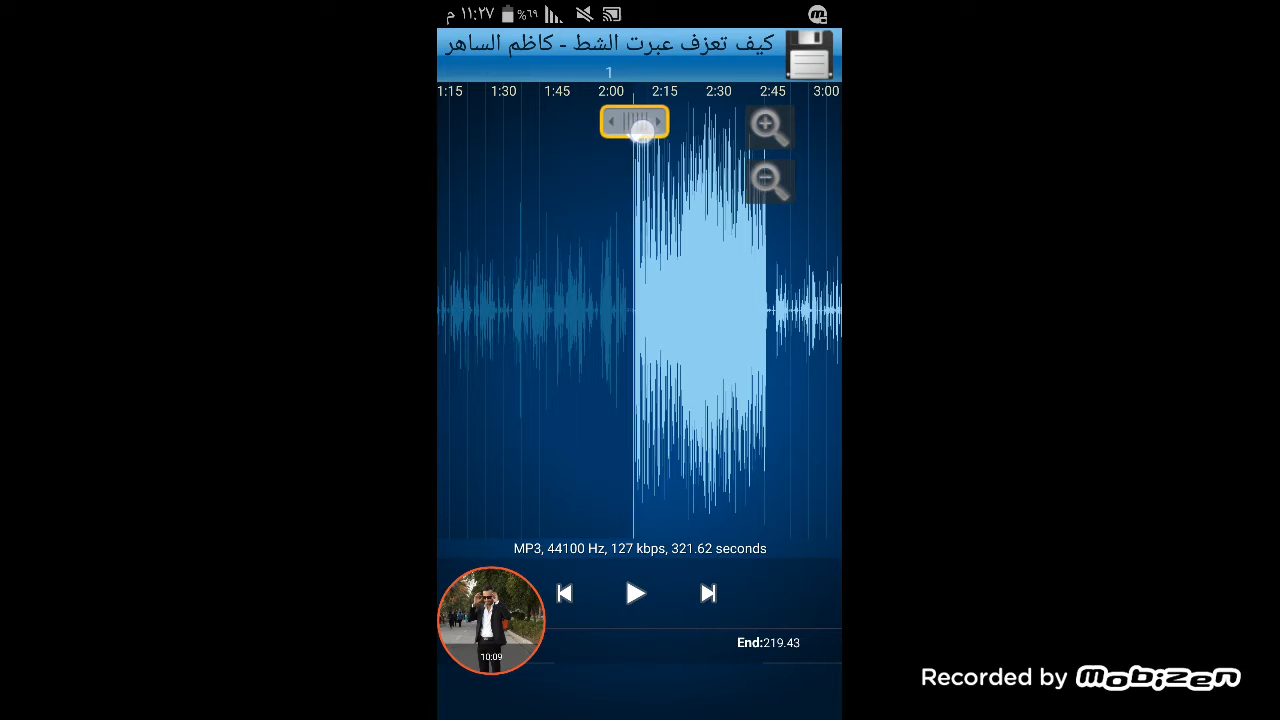 ١١:٢٧ م %٦٩
كيف تعزف عبرت الشط - كاظم الساهر
1
1:15 1:30 1:45 2:00 2:15 2:30 2:45 3:00
MP3, 44100 Hz, 127 kbps, 321.62 seconds
10:09
End:219.43
Recorded by mobizen